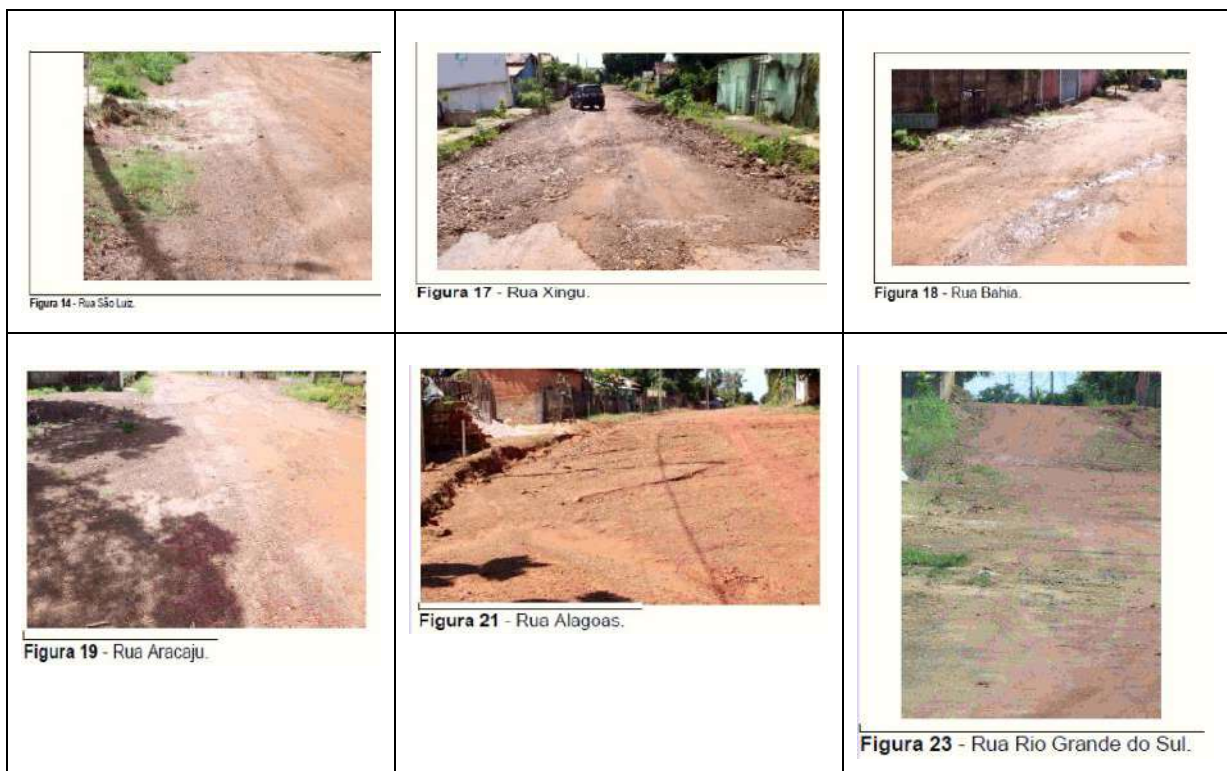 Figura 14 - Rua São Luiz.
Figura 17 - Rua Xingu.
Figura 18 - Rua Bahia.
Figura 19 - Rua Aracaju.
Figura 21 - Rua Alagoas.
Figura 23 - Rua Rio Grande do Sul.